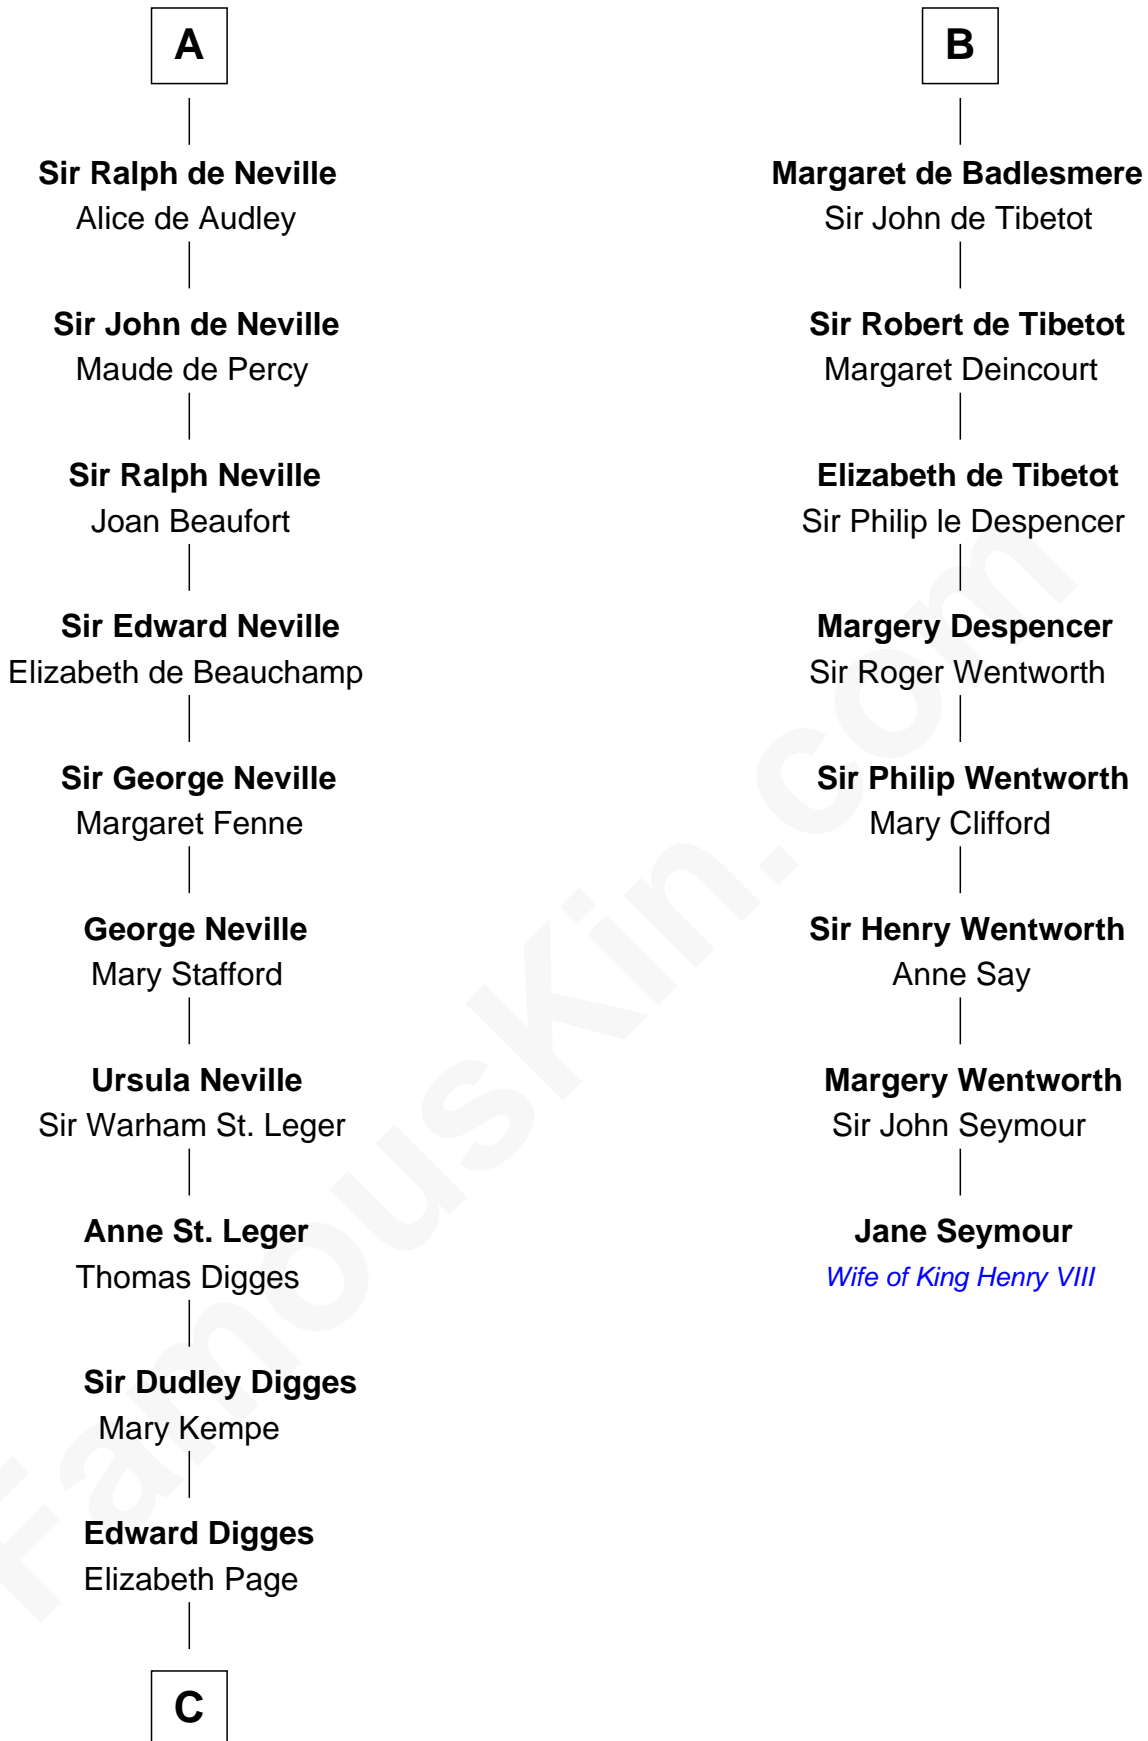 A
Sir Ralph de Neville
Alice de Audley
Sir John de Neville
Maude de Percy
Sir Ralph Neville
Joan Beaufort
Sir Edward Neville
Elizabeth de Beauchamp
Sir George Neville
Margaret Fenne
George Neville
Mary Stafford
Ursula Neville
Sir Warham St. Leger
Anne St. Leger
Thomas Digges
Sir Dudley Digges
Mary Kempe
Edward Digges
Elizabeth Page
C
B
Margaret de Badlesmere
Sir John de Tibetot
Sir Robert de Tibetot
Margaret Deincourt
Elizabeth de Tibetot
Sir Philip le Despencer
Margery Despencer
Sir Roger Wentworth
Sir Philip Wentworth
Mary Clifford
Sir Henry Wentworth
Anne Say
Margery Wentworth
Sir John Seymour
Jane Seymour
Wife of King Henry VIII
FamousKin.com